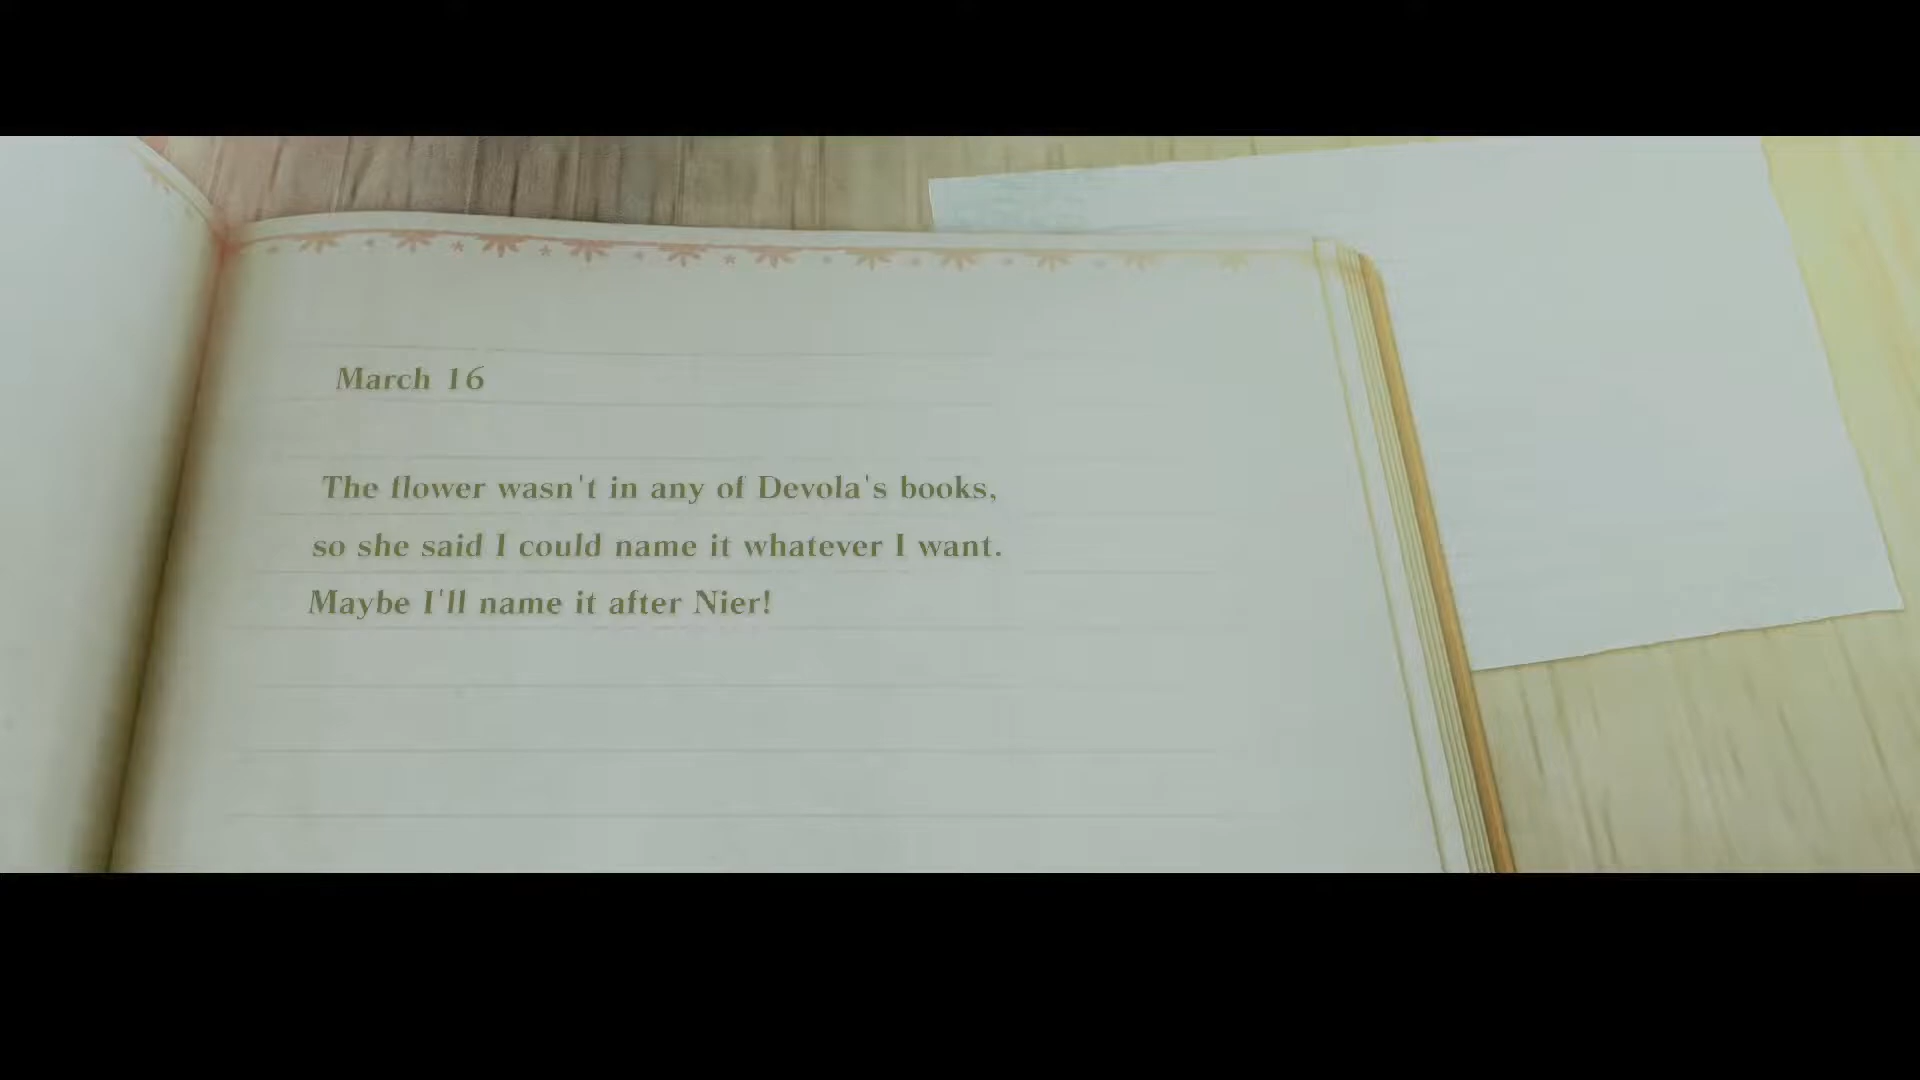 March 16
The flower wasn't in any of Devola's books,
so she said I could name it whatever I want.
Maybe I'll name it after Nier!